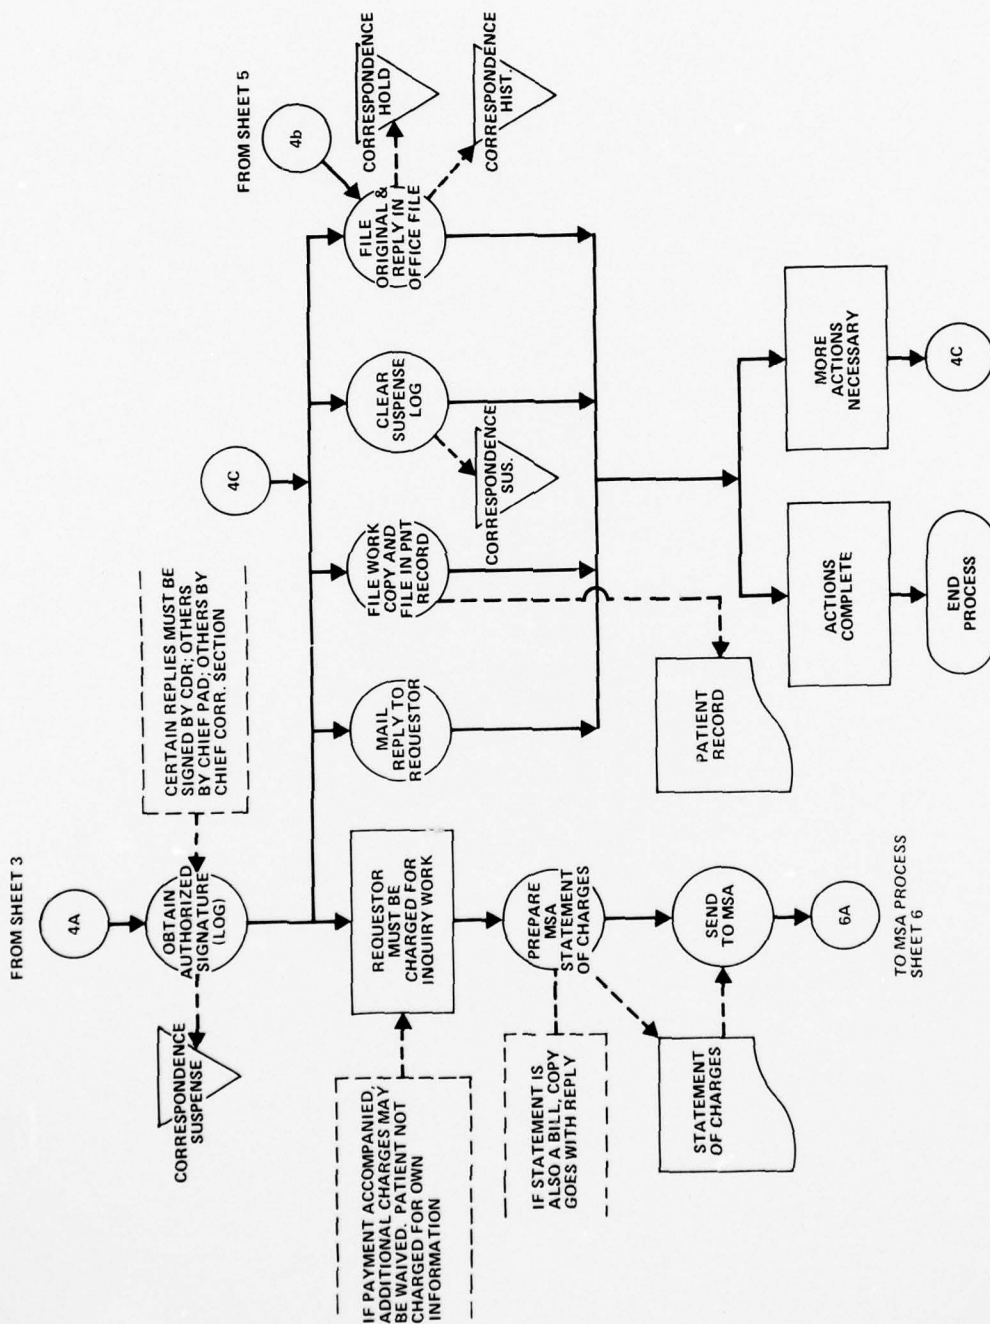 FROM SHEET 3
4A
CORRESPONDENCE
SUSPENSE
OBTAIN
AUTHORIZED
SIGNATURE
(LOG)
CERTAIN REPLIES MUST BE
SIGNED BY CDR; OTHERS
BY CHIEF PAD; OTHERS BY
CHIEF CORR. SECTION
4C
FROM SHEET 5
4b
IF PAYMENT ACCOMPANIED,
ADDITIONAL CHARGES MAY
BE WAIVED. PATIENT NOT
CHARGED FOR OWN
INFORMATION
REQUESTOR
MUST BE
CHARGED FOR
INQUIRY WORK
MAIL
REPLY TO
REQUESTOR
FILE WORK
COPY AND
FILE IN PNT
RECORD
CLEAR
SUSPENSE
LOG
FILE
ORIGINAL &
REPLY IN
OFFICE FILE
CORRESPONDENCE
HOLD
CORRESPONDENCE
SUS.
CORRESPONDENCE
HIST.
IF STATEMENT IS
ALSO A BILL, COPY
GOES WITH REPLY
PREPARE
MSA
STATEMENT
OF CHARGES
STATEMENT
OF CHARGES
SEND
TO MSA
PATIENT
RECORD
ACTIONS
COMPLETE
MORE
ACTIONS
NECESSARY
6A
END
PROCESS
4C
TO MSA PROCESS
SHEET 6